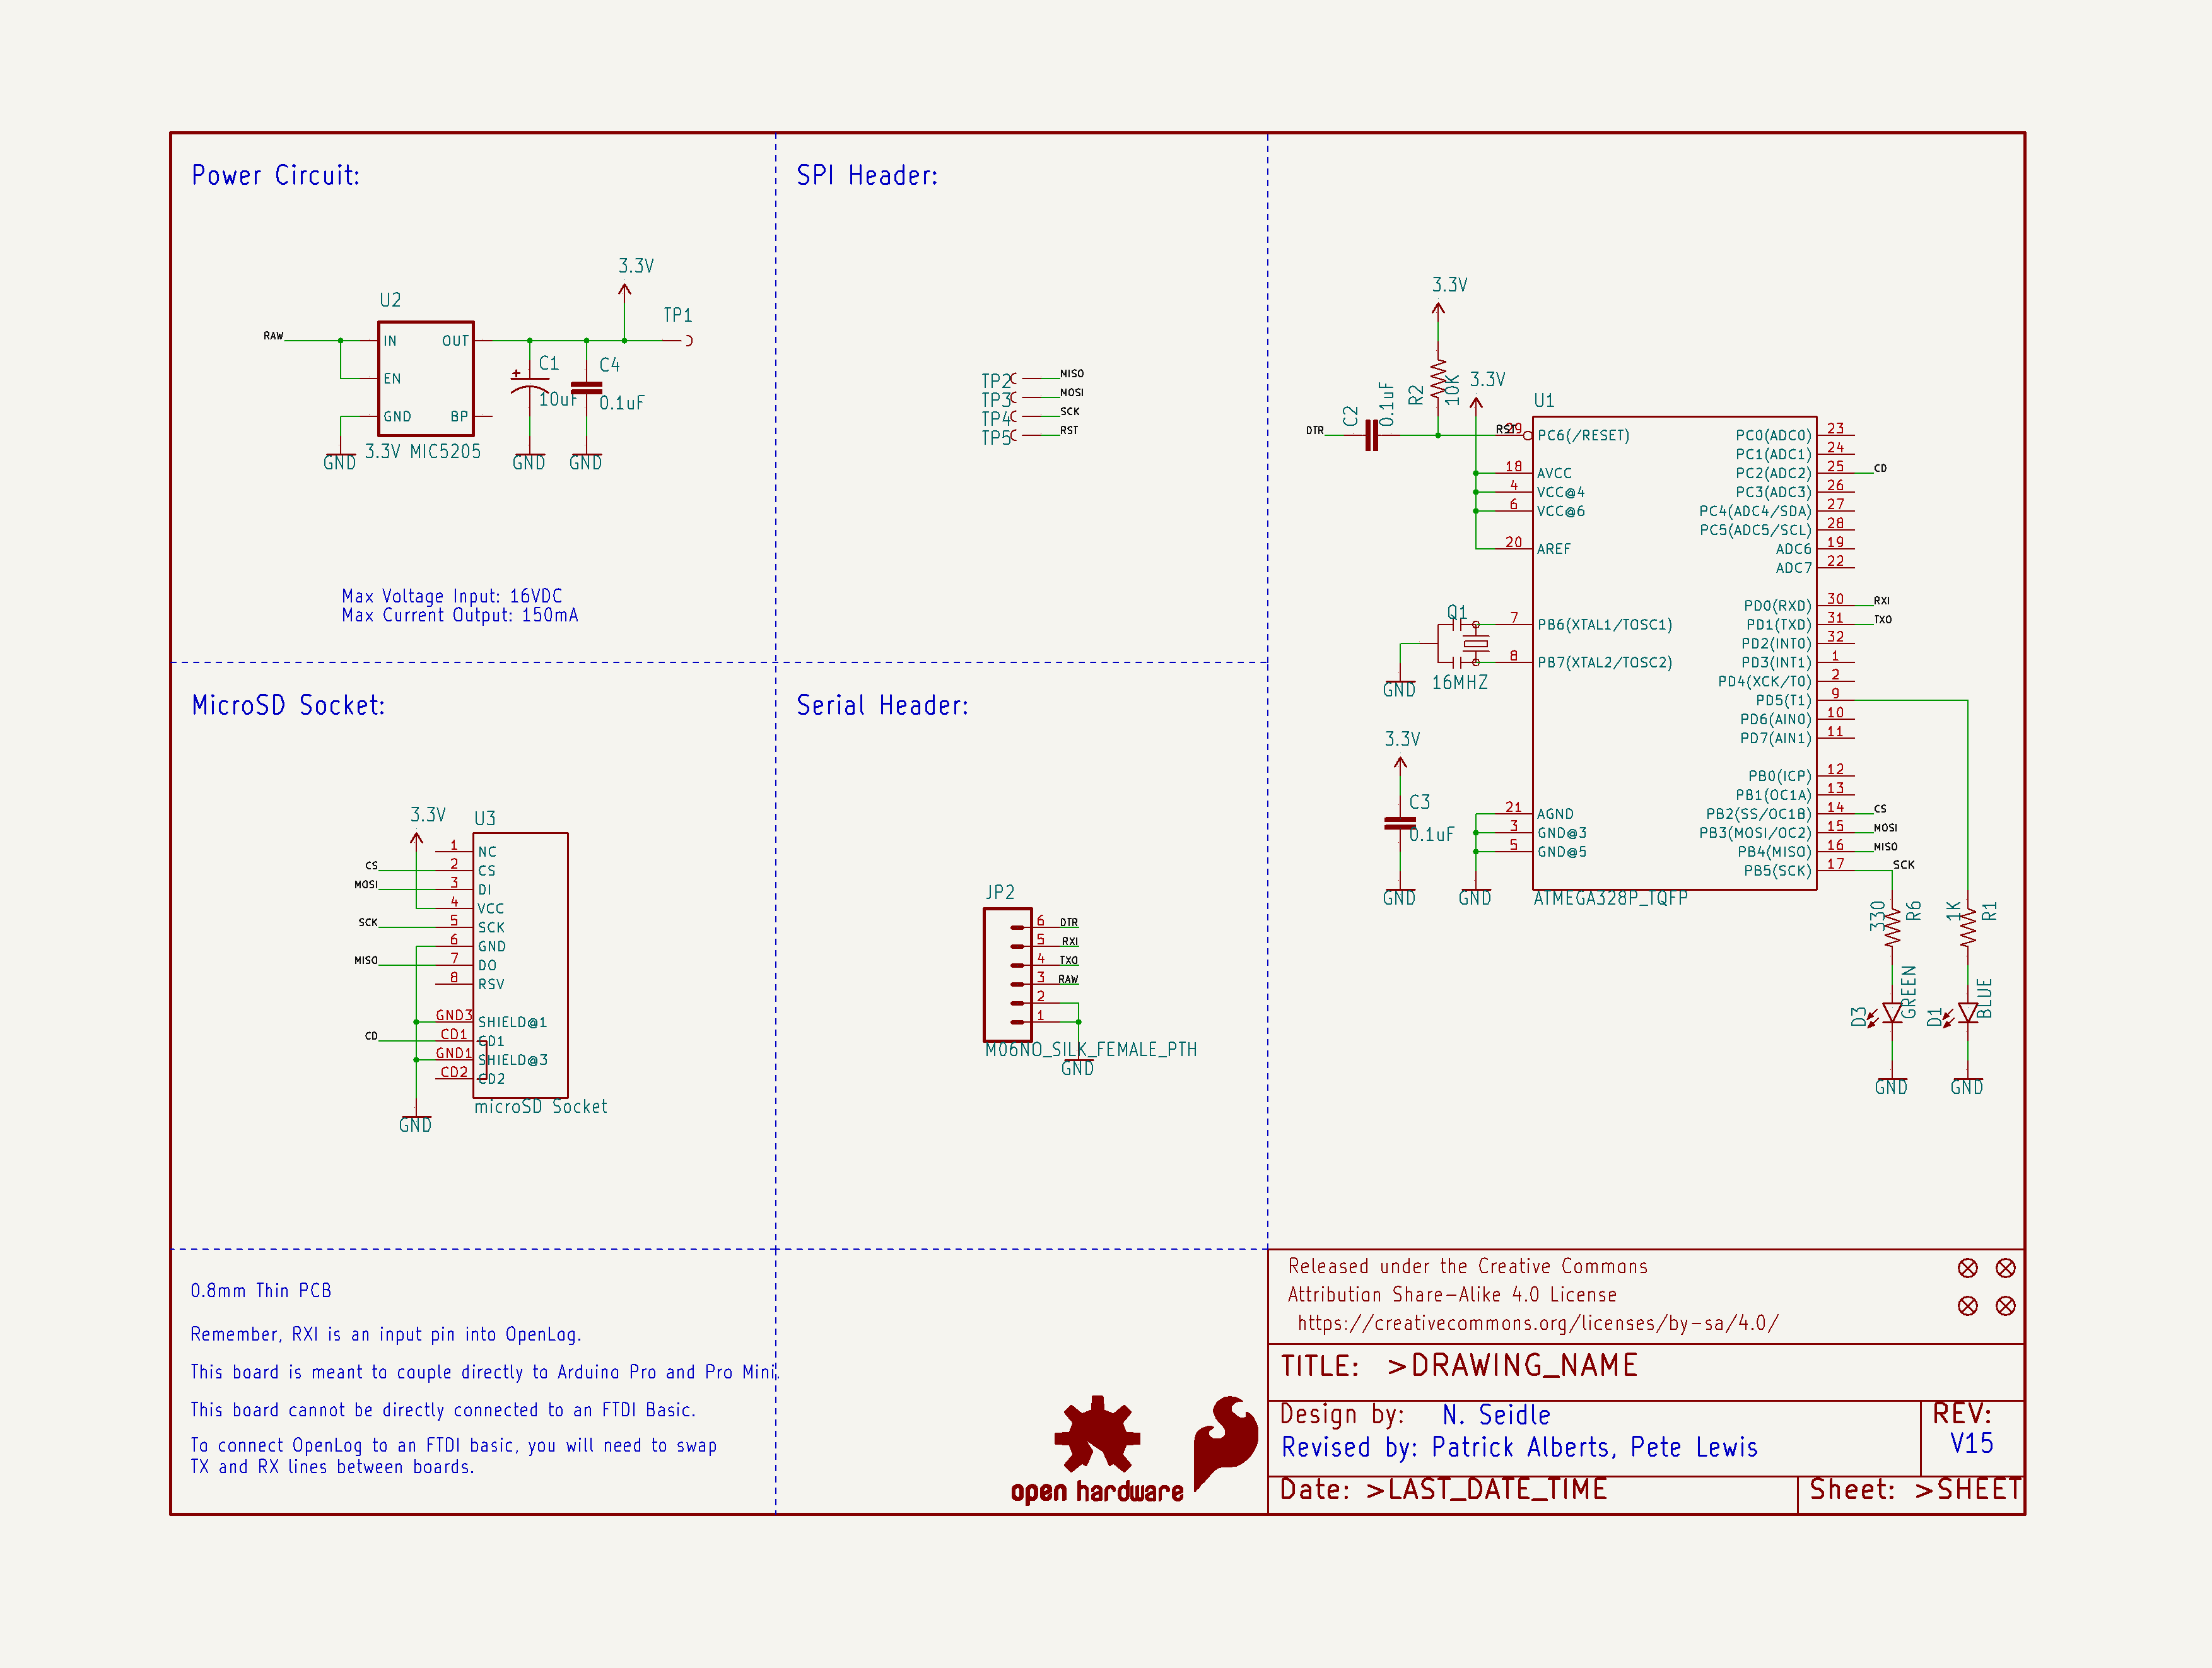 Power Circuit:
3.3V
TP1
U2
RAW
IN
OUT
EN
GND
BP
C1
10uF
C4
0.1uF
GND
3.3V MIC5205
GND
GND
Max Voltage Input: 16VDC
Max Current Output: 150mA
SPI Header:
TP2 MISO
TP3 MOSI
TP4 SCK
TP5 RST
3.3V
R2
10K
3.3V
C2
0.1uF
DTR
RST
U1
29 PC6(/RESET)
18 AVCC
4 VCC@4
6 VCC@6
20 AREF
7 PB6(XTAL1/TOSC1)
8 PB7(XTAL2/TOSC2)
21 AGND
3 GND@3
5 GND@5
PC0(ADC0) 23
PC1(ADC1) 24
PC2(ADC2) 25 CD
PC3(ADC3) 26
PC4(ADC4/SDA) 27
PC5(ADC5/SCL) 28
ADC6 19
ADC7 22
PD0(RXD) 30 RXI
PD1(TXD) 31 TXO
PD2(INT0) 32
PD3(INT1) 1
PD4(XCK/T0) 2
PD5(T1) 9
PD6(AIN0) 10
PD7(AIN1) 11
PB0(ICP) 12
PB1(OC1A) 13
PB2(SS/OC1B) 14 CS
PB3(MOSI/OC2) 15 MOSI
PB4(MISO) 16 MISO
PB5(SCK) 17 SCK
ATMEGA328P_TQFP
Q1
16MHZ
GND
3.3V
C3
0.1uF
GND
GND
330
R6
1K
R1
D3
GREEN
D1
BLUE
GND
GND
MicroSD Socket:
3.3V
U3
1 NC
CS 2 CS
MOSI 3 DI
4 VCC
SCK 5 SCK
6 GND
MISO 7 DO
8 RSV
GND3 SHIELD@1
CD CD1 CD1
GND1 SHIELD@3
CD2 CD2
microSD Socket
GND
Serial Header:
JP2
6 DTR
5 RXI
4 TXO
3 RAW
2
1
M06NO_SILK_FEMALE_PTH
GND
0.8mm Thin PCB
Remember, RXI is an input pin into OpenLog.
This board is meant to couple directly to Arduino Pro and Pro Mini.
This board cannot be directly connected to an FTDI Basic.
To connect OpenLog to an FTDI basic, you will need to swap
TX and RX lines between boards.
open hardware
Released under the Creative Commons
Attribution Share-Alike 4.0 License
https://creativecommons.org/licenses/by-sa/4.0/
TITLE: >DRAWING_NAME
Design by: N. Seidle
Revised by: Patrick Alberts, Pete Lewis
REV:
V15
Date: >LAST_DATE_TIME
Sheet: >SHEET